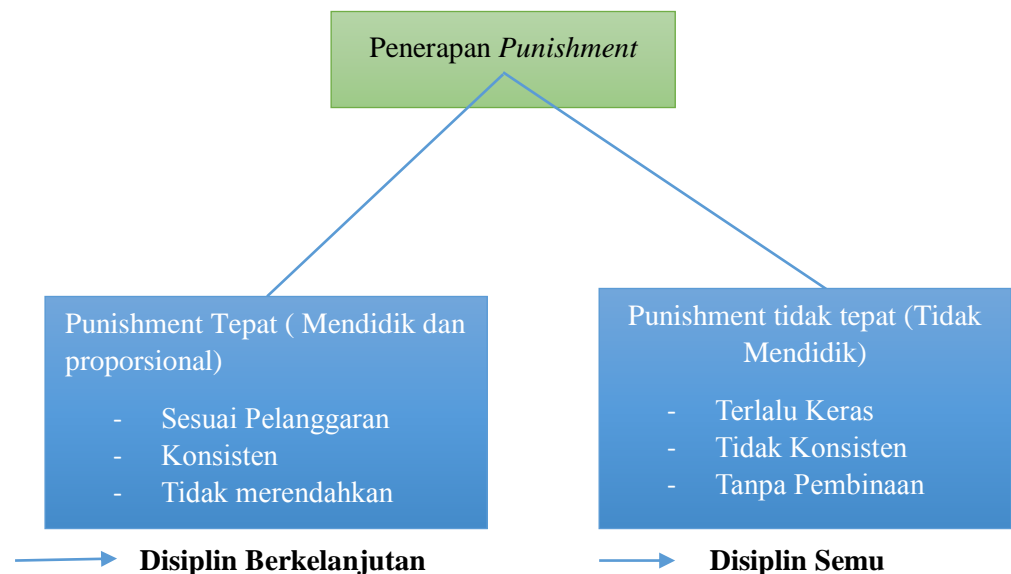 Penerapan Punishment
Punishment Tepat ( Mendidik dan
proporsional)
- Sesuai Pelanggaran
- Konsisten
- Tidak merendahkan
Disiplin Berkelanjutan
Punishment tidak tepat (Tidak
Mendidik)
- Terlalu Keras
- Tidak Konsisten
- Tanpa Pembinaan
Disiplin Semu